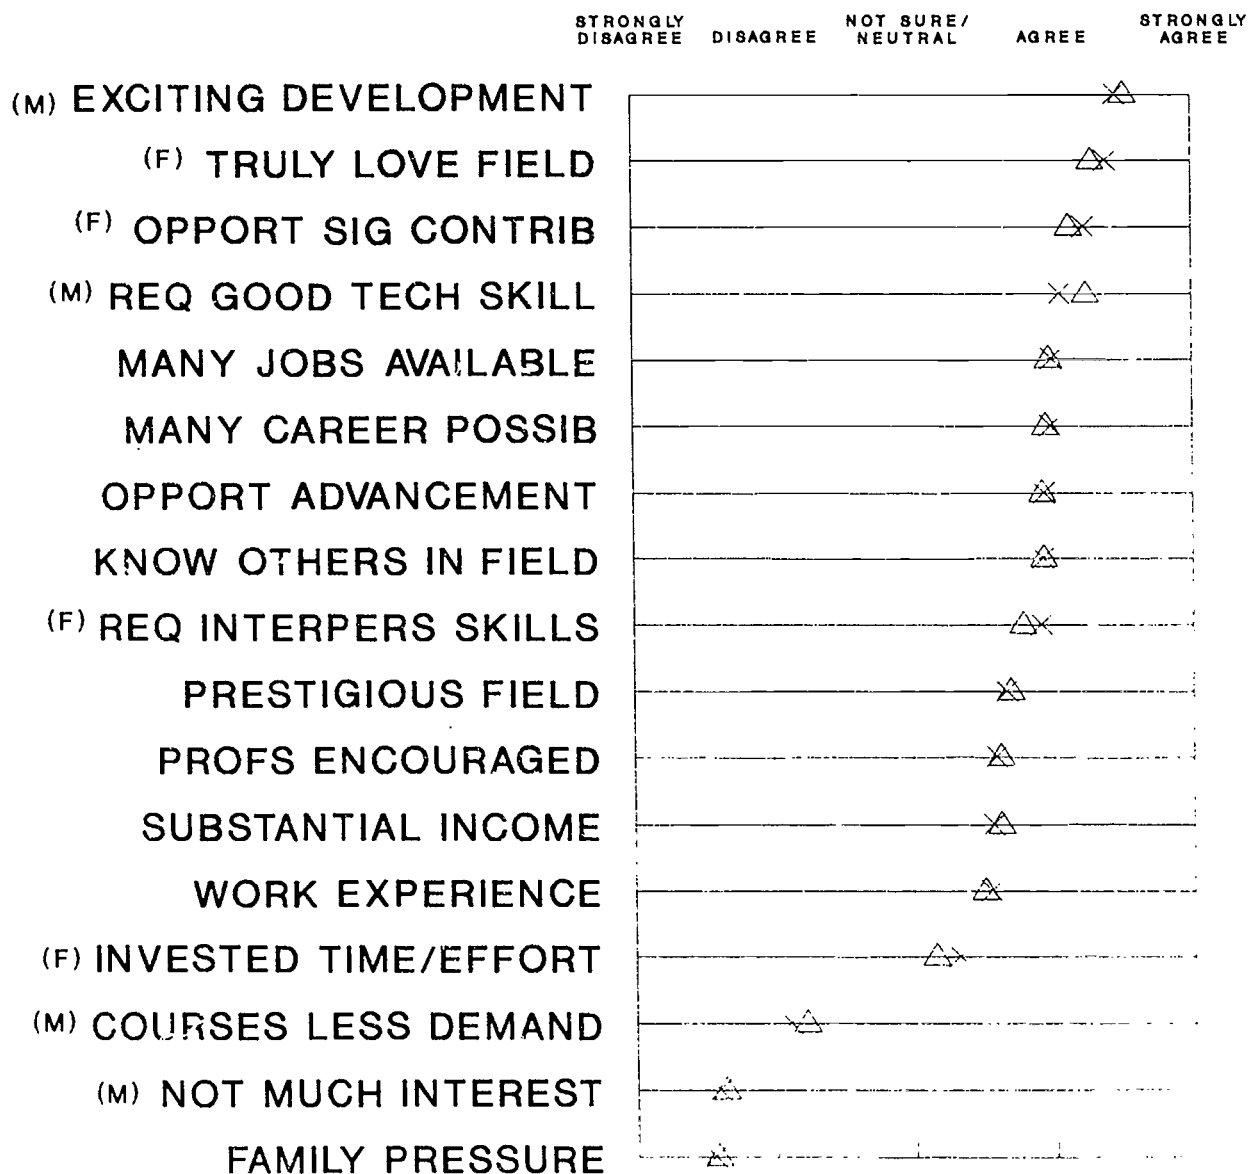 STRONGLY DISAGREE NOT SURE/ AGREE STRONGLY
DISAGREE NEUTRAL AGREE
(M) EXCITING DEVELOPMENT
(F) TRULY LOVE FIELD
(F) OPPORT SIG CONTRIB
(M) REQ GOOD TECH SKILL
MANY JOBS AVAILABLE
MANY CAREER POSSIB
OPPORT ADVANCEMENT
KNOW OTHERS IN FIELD
(F) REQ INTERPERS SKILLS
PRESTIGIOUS FIELD
PROFS ENCOURAGED
SUBSTANTIAL INCOME
WORK EXPERIENCE
(F) INVESTED TIME/EFFORT
(M) COURSES LESS DEMAND
(M) NOT MUCH INTEREST
FAMILY PRESSURE